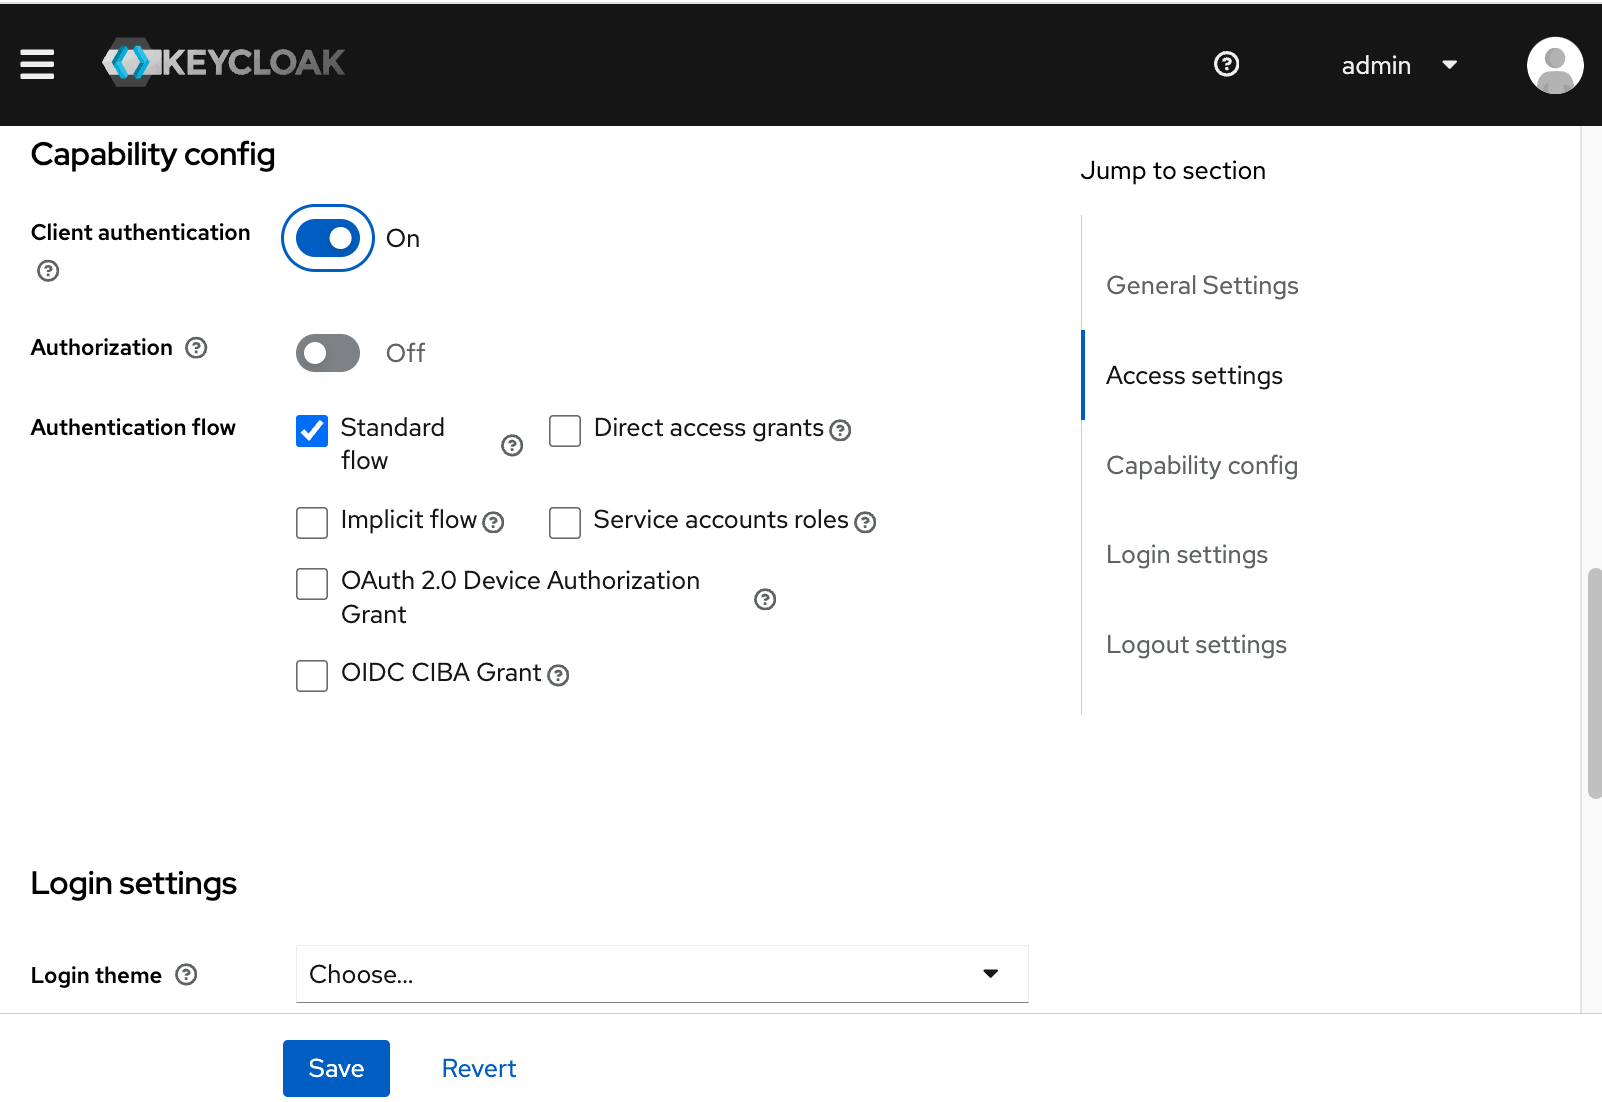 KEYCLOAK
admin
Capability config
Jump to section
Client authentication
On
General Settings
Authorization
Off
Access settings
Authentication flow
Standard
flow
Direct access grants
Capability config
Implicit flow
Service accounts roles
Login settings
OAuth 2.0 Device Authorization
Grant
Logout settings
OIDC CIBA Grant
Login settings
Login theme
Choose...
Save
Revert